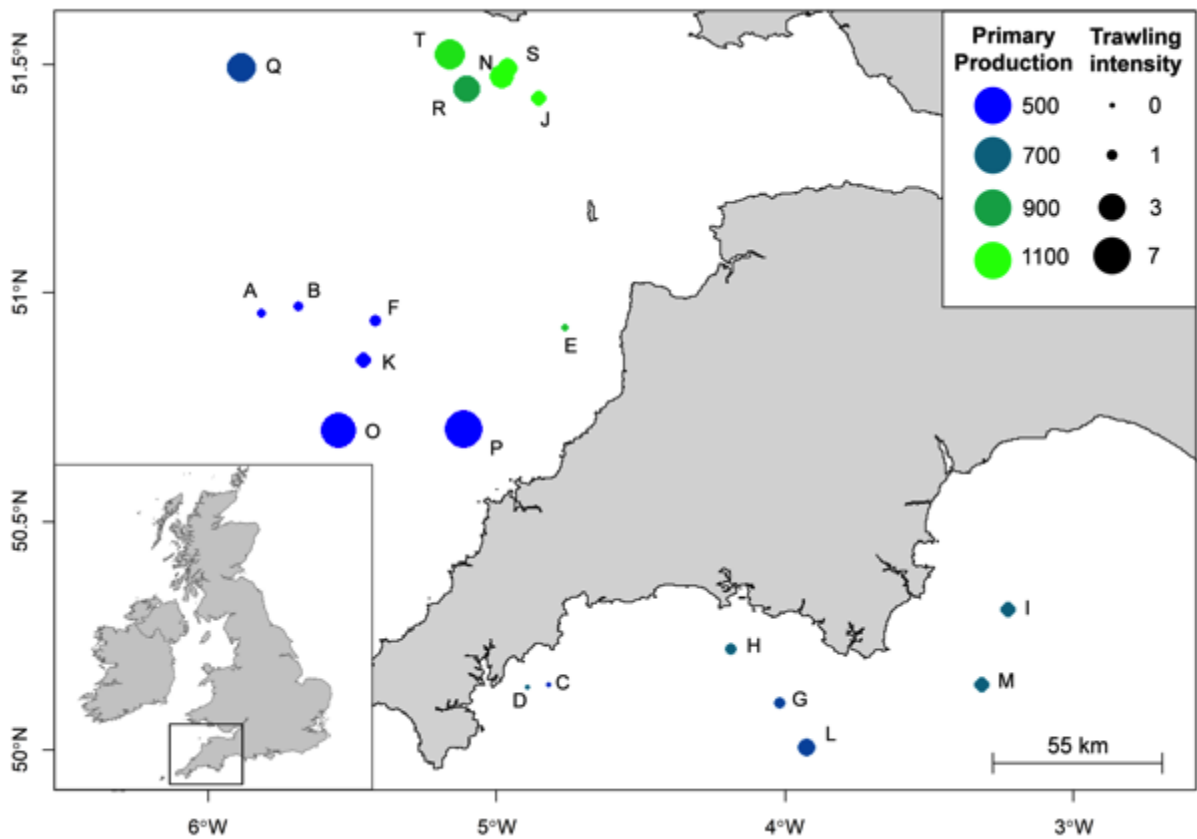 Primary Production
Trawling intensity
500 0
700 1
900 3
1100 7
51.5°N
51°N
50.5°N
50°N
T
N
S
Q
R
J
A
B
F
E
K
O
P
I
H
M
D
C
G
L
55 km
6°W 5°W 4°W 3°W